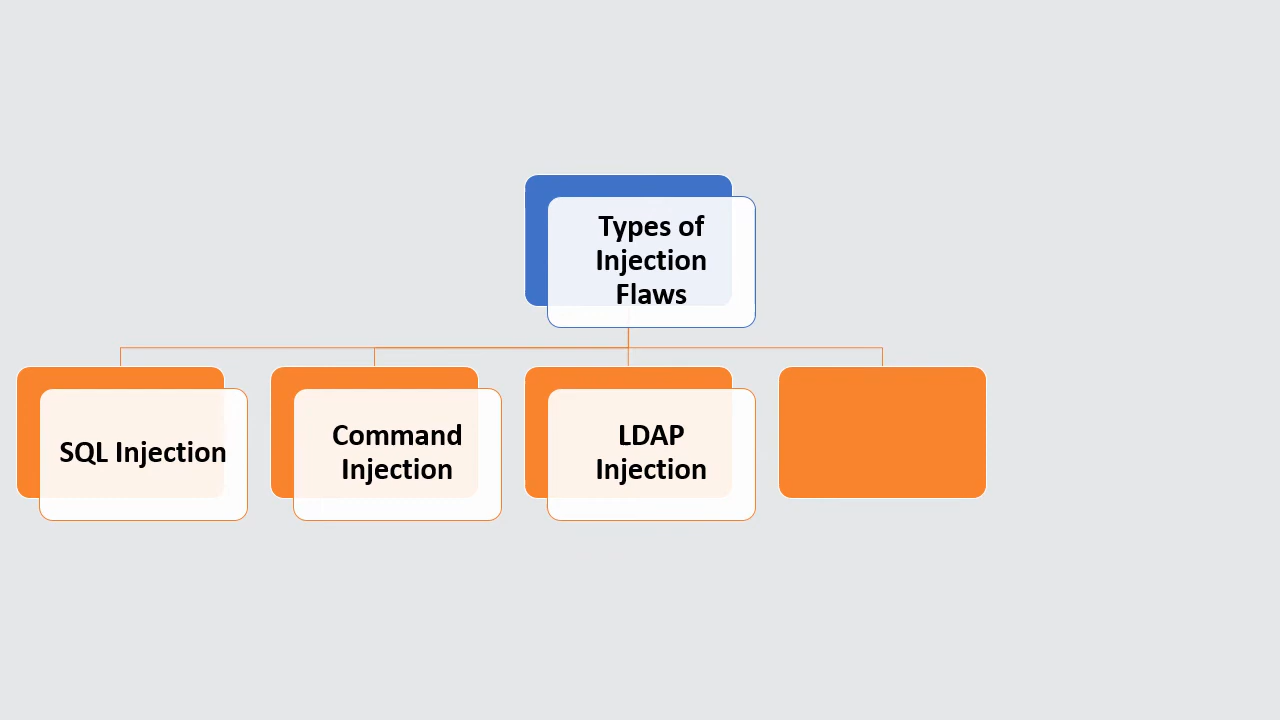 Types of
Injection
Flaws
SQL Injection
Command
Injection
LDAP
Injection